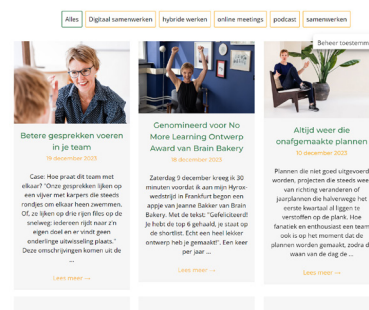 Alles
Digitaal samenwerken
hybride werken
online meetings
podcast
samenwerken
Beheer toestemm
Betere gesprekken voeren
in je team
19 december 2023
Case: Hoe praat dit team met
elkaar? "Onze gesprekken lijken op
een vijver met karpers die steeds
rondjes om elkaar heen zwemmen.
Of, ze lijken op drie rijen files op de
snelweg: iedereen rijdt naar z'n
eigen doel en er vindt geen
onderlinge uitwisseling plaats."
Deze omschrijvingen komen uit de
...
Lees meer →
Genomineerd voor No
More Learning Ontwerp
Award van Brain Bakery
18 december 2023
Zaterdag 9 december kreeg ik 30
minuten voordat ik aan mijn Hyrox-
wedstrijd in Frankfurt begon een
appje van Jeanne Bakker van Brain
Bakery. Met de tekst: "Gefeliciteerd!
Je hebt de top 6 gehaald, je staat op
de shortlist. Echt een heel lekker
ontwerp heb je gemaakt!". Een keer
per jaar ...
Lees meer →
Altijd weer die
onafgemaakte plannen
10 december 2023
Plannen die niet goed uitgevoerd
worden, projecten die steeds weer
van richting veranderen of
jaarplannen die halverwege het
eerste kwartaal al liggen te
verstoffen op de plank. Hoe
fanatiek en enthousiast een team
ook is op het moment dat de
plannen worden gemaakt, zodra d
waan van de dag de ...
Lees meer →